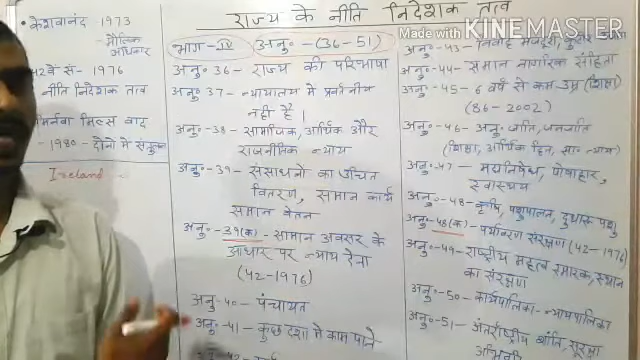 राज्य के नीति निदेशक तत्व
Made with KINEMASTER
केशवानंद 1973
- मौलिक
अधिकार
42वे सं - 1976
नीति निदेशक तत्व
मिनर्वा मिल्स वाद
- 1980 - दोनो मे संतुलन
Ireland
भाग - IV अनु०- (36-51)
अनु० 36 - राज्य की परिभाषा
अनु० 37 - न्यायालय मे प्रवर्तनीय
नही है।
अनु०-38 - सामाजिक, आर्थिक और
राजनीतिक न्याय
अनु०-39 - संसाधनो का उचित
वितरण, समान कार्य
समान वेतन
अनु०-39(क) - सामान अवसर के
आधार पर न्याय देना
(42-1976)
अनु-40 - पंचायत
अनु०-41 - कुछ दशा मे काम पाने
अनु०-43 - निर्वाह मजदूरी, कुटीर
अनु०-44 - समान नागरिक संहिता
अनु०-45 - 6 वर्ष से कम उम्र (शिक्षा)
(86-2002)
अनु०-46 - अनु० जाति, जनजाति
(शिक्षा, आर्थिक हित, सा० न्याय)
अनु०-47 - मद्यनिषेध, पोषाहार,
स्वास्थ्य
अनु०-48 - कृषि, पशुपालन, दुधारू पशु
अनु०-48(क) - पर्यावरण संरक्षण (42-1976)
अनु०-49 - राष्ट्रीय महत्व स्मारक, स्थान
का संरक्षण
अनु०-50 - कार्यपालिका - न्यायपालिका
अनु०-51 - अंतर्राष्ट्रीय शांति, सुरक्षा